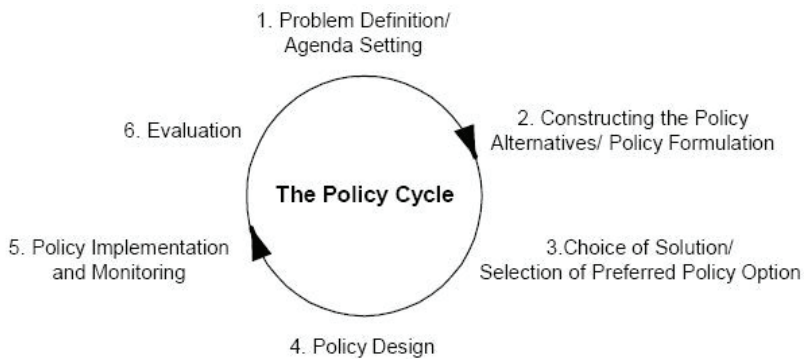 1. Problem Definition/
Agenda Setting
2. Constructing the Policy
Alternatives/ Policy Formulation
3.Choice of Solution/
Selection of Preferred Policy Option
4. Policy Design
5. Policy Implementation
and Monitoring
6. Evaluation
The Policy Cycle